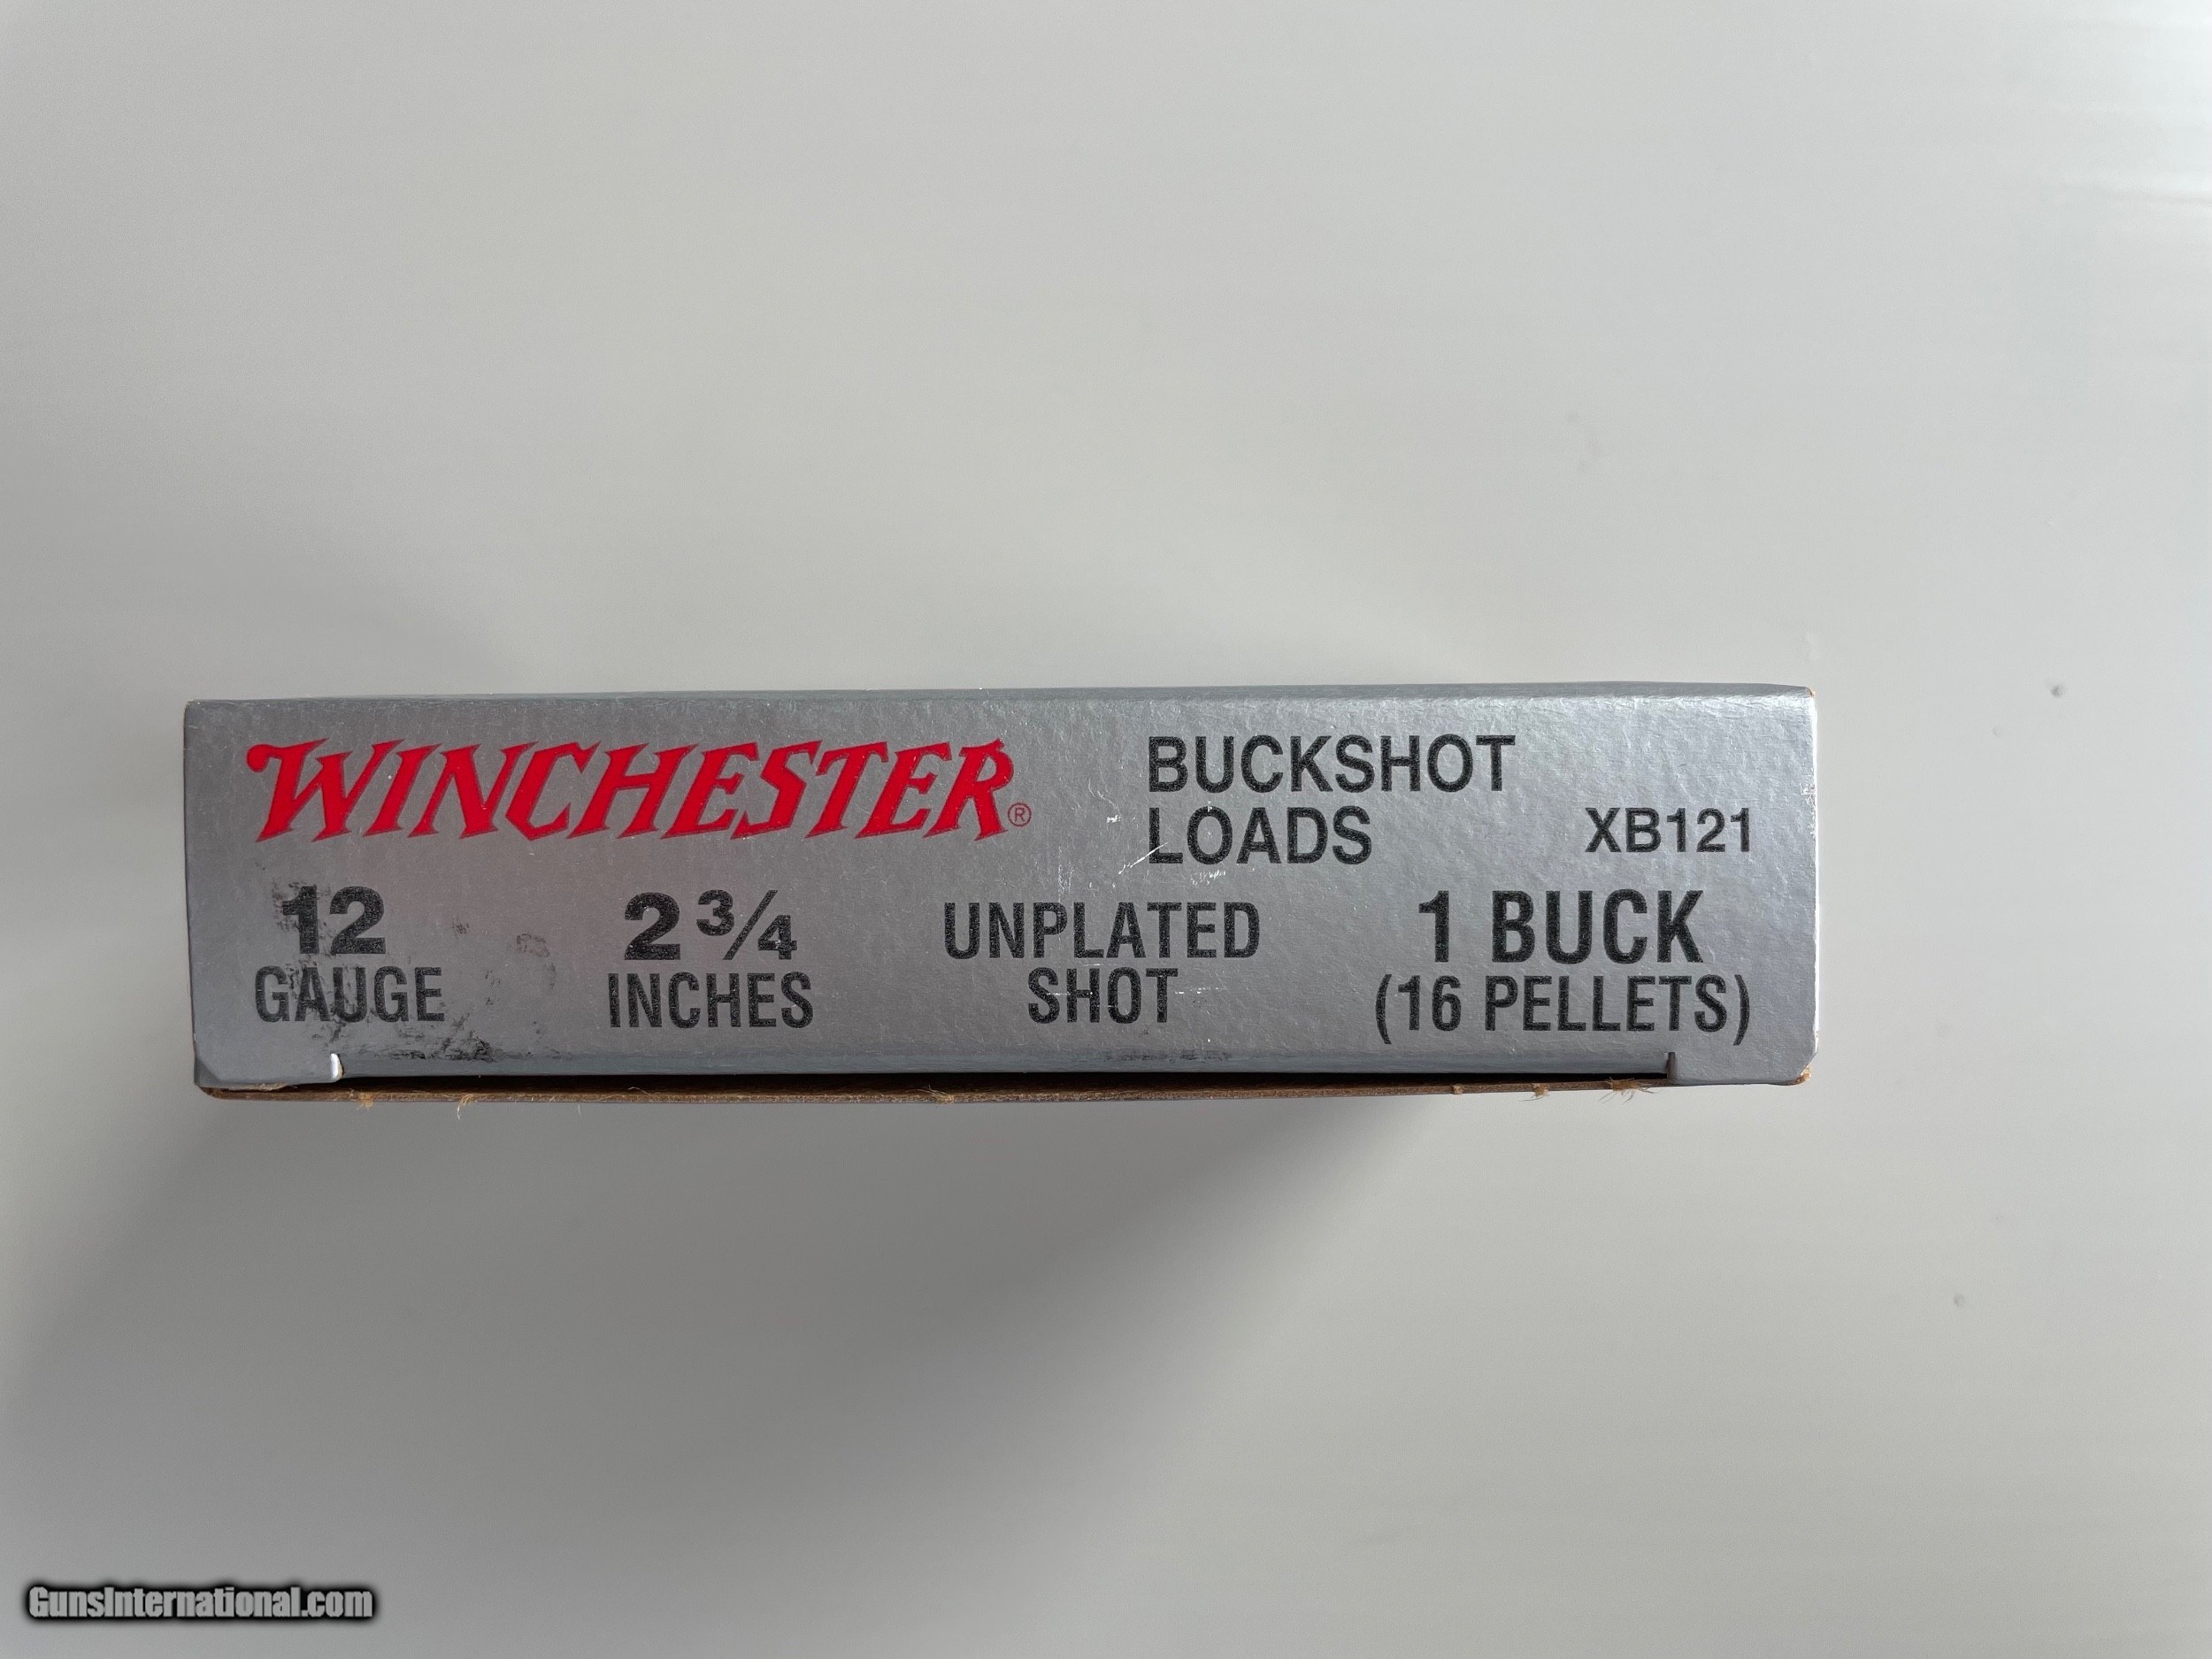 WINCHESTER®
BUCKSHOT
LOADS
XB121
12
GAUGE
2 3/4
INCHES
UNPLATED
SHOT
1 BUCK
(16 PELLETS)
GunsInternational.com